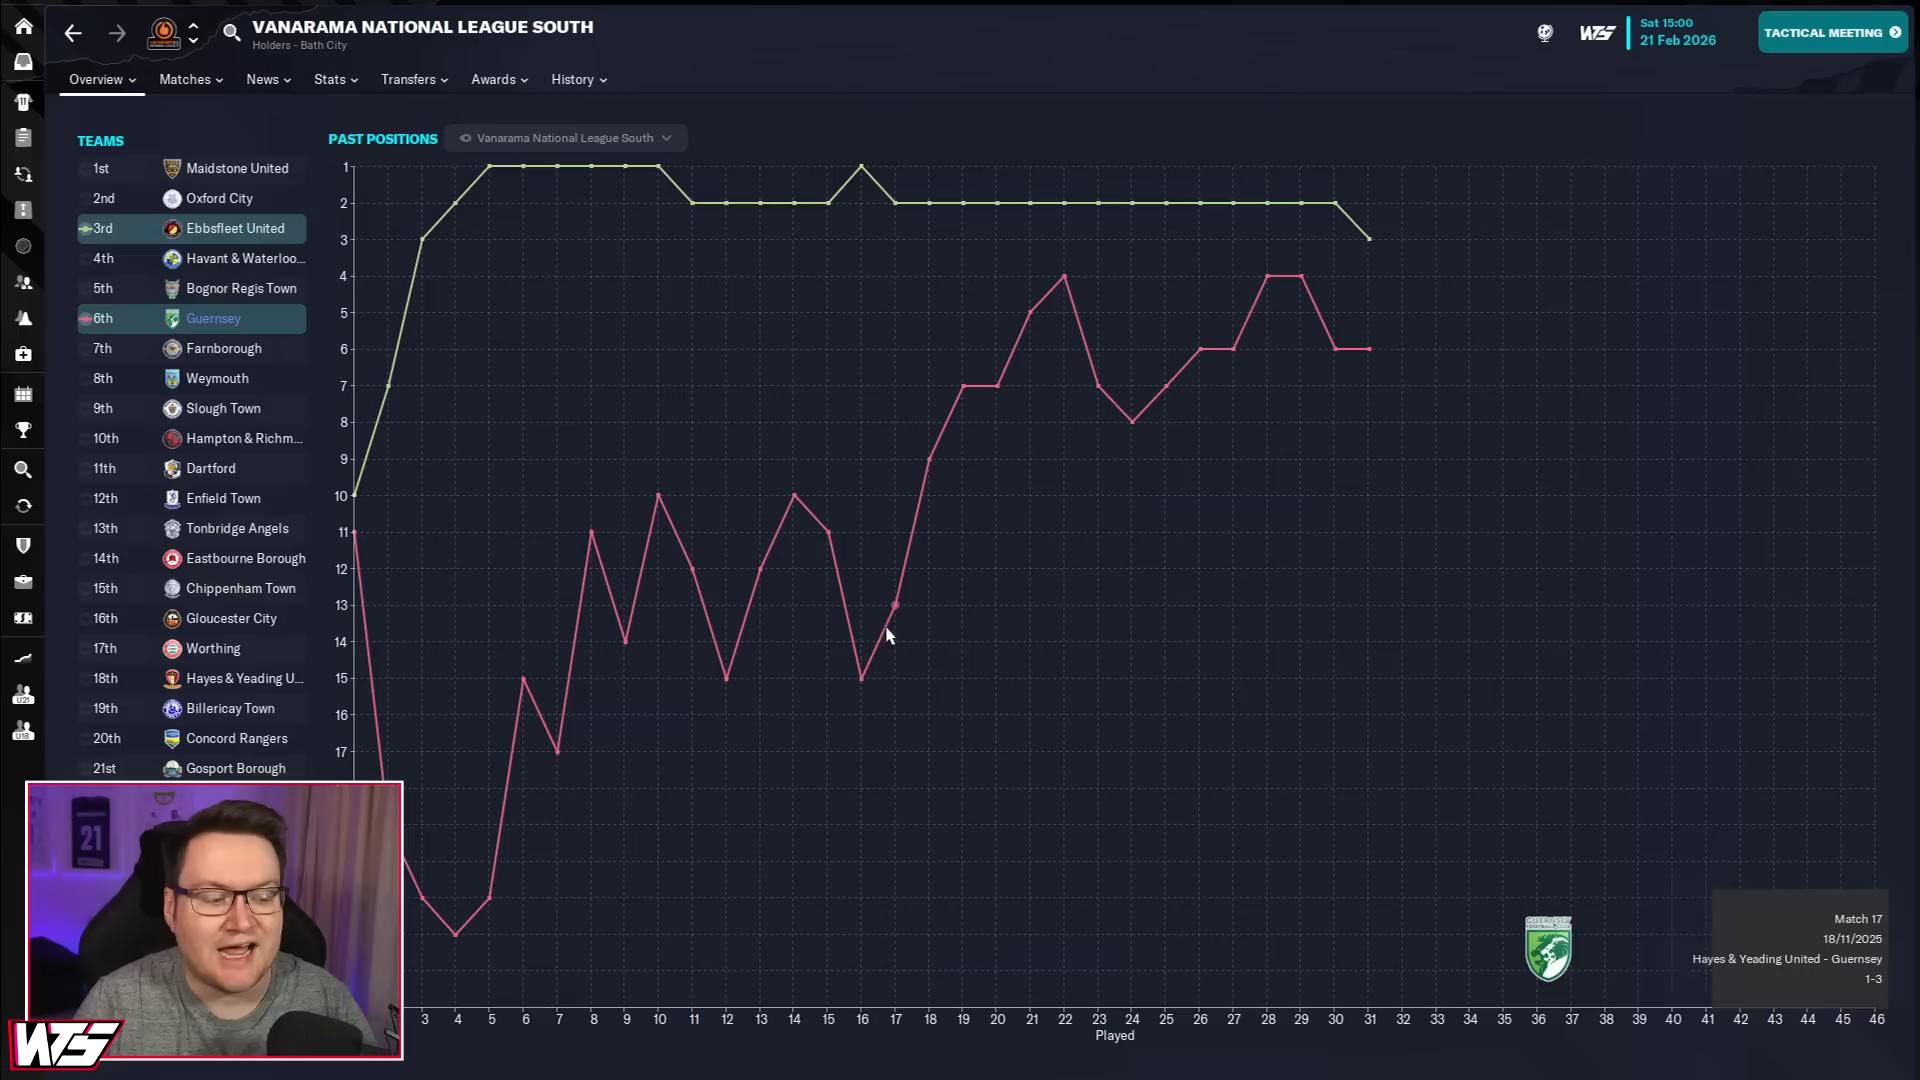 VANARAMA NATIONAL LEAGUE SOUTH
Holders - Bath City
WTS
Sat 15:00
21 Feb 2026
TACTICAL MEETING
Overview
Matches
News
Stats
Transfers
Awards
History
TEAMS
1st Maidstone United
2nd Oxford City
3rd Ebbsfleet United
4th Havant & Waterloo...
5th Bognor Regis Town
6th Guernsey
7th Farnborough
8th Weymouth
9th Slough Town
10th Hampton & Richm...
11th Dartford
12th Enfield Town
13th Tonbridge Angels
14th Eastbourne Borough
15th Chippenham Town
16th Gloucester City
17th Worthing
18th Hayes & Yeading U...
19th Billericay Town
20th Concord Rangers
21st Gosport Borough
PAST POSITIONS
Vanarama National League South
1
2
3
4
5
6
7
8
9
10
11
12
13
14
15
16
17
3 4 5 6 7 8 9 10 11 12 13 14 15 16 17 18 19 20 21 22 23 24 25 26 27 28 29 30 31 32 33 34 35 36 37 38 39 40 41 42 43 44 45 46
Played
GUERNSEY
Match 17
18/11/2025
Hayes & Yeading United - Guernsey
1-3
11
U21
U18
21
WTS